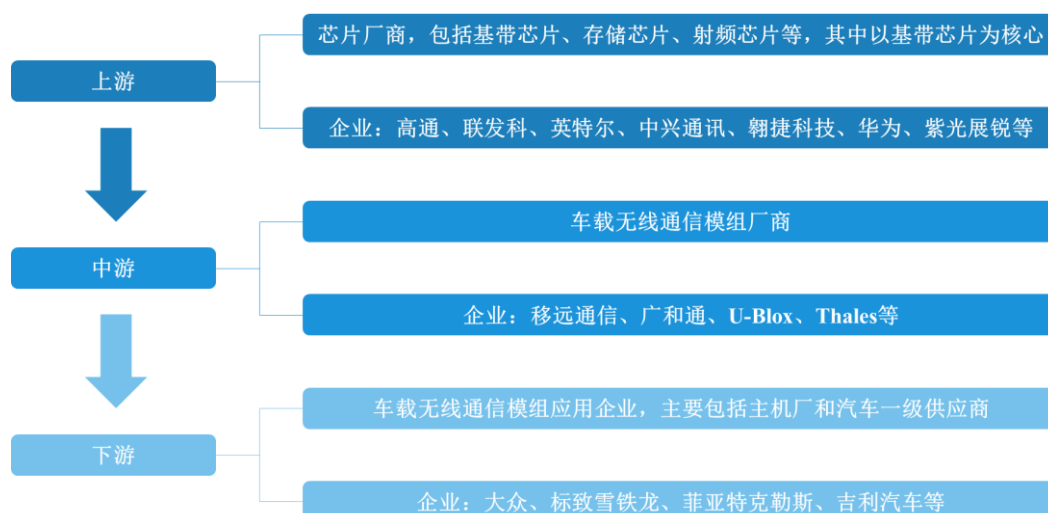 芯片厂商，包括基带芯片、存储芯片、射频芯片等，其中以基带芯片为核心
上游
企业：高通、联发科、英特尔、中兴通讯、翱捷科技、华为、紫光展锐等
车载无线通信模组厂商
中游
企业：移远通信、广和通、U-Blox、Thales等
车载无线通信模组应用企业，主要包括主机厂和汽车一级供应商
下游
企业：大众、标致雪铁龙、菲亚特克勒斯、吉利汽车等